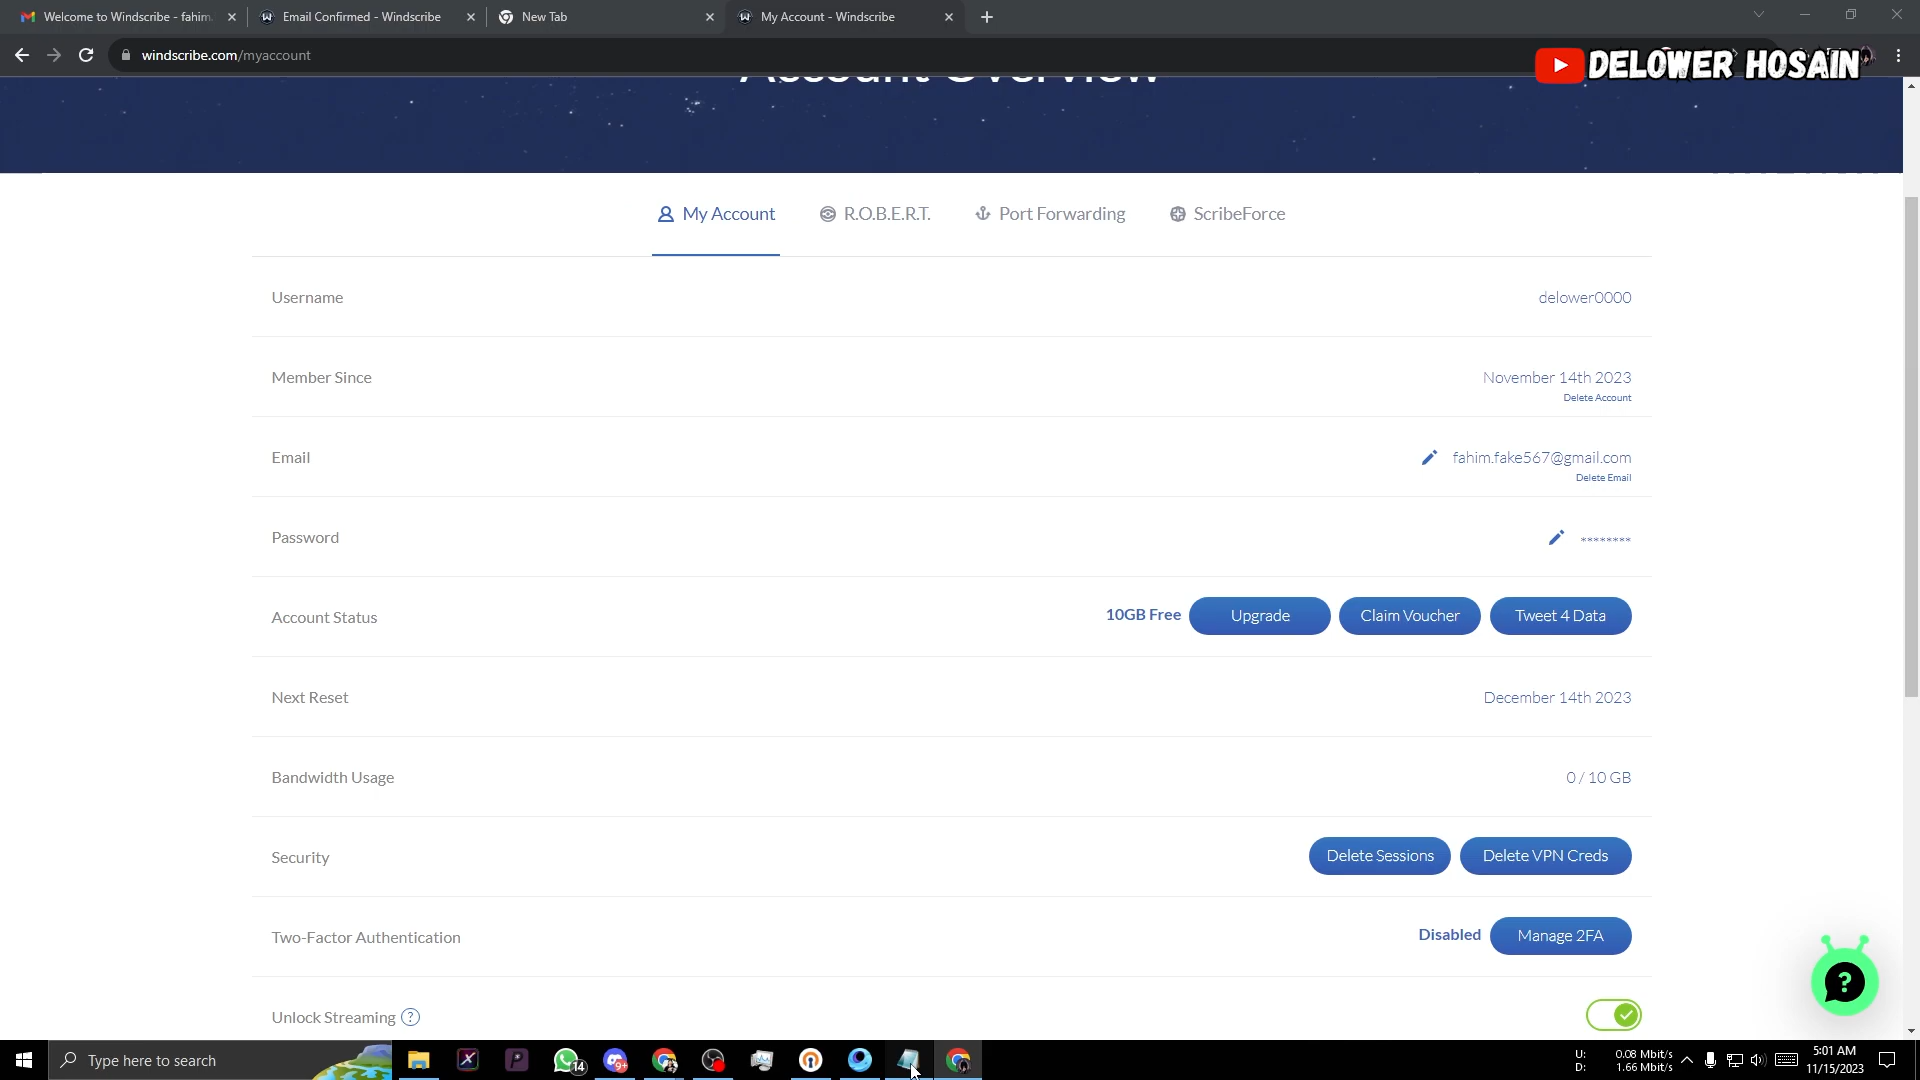 Welcome to Windscribe - fahim.
Email Confirmed - Windscribe
New Tab
My Account - Windscribe
windscribe.com/myaccount
DELOWER HOSAIN
Account Overview
My Account
R.O.B.E.R.T.
Port Forwarding
ScribeForce
Username
delower0000
Member Since
November 14th 2023
Delete Account
Email
fahim.fake567@gmail.com
Delete Email
Password
********
Account Status
10GB Free
Upgrade
Claim Voucher
Tweet 4 Data
Next Reset
December 14th 2023
Bandwidth Usage
0 / 10 GB
Security
Delete Sessions
Delete VPN Creds
Two-Factor Authentication
Disabled
Manage 2FA
Unlock Streaming ?
?
Type here to search
14
9+
U: 0.08 Mbit/s
D: 1.66 Mbit/s
5:01 AM
11/15/2023